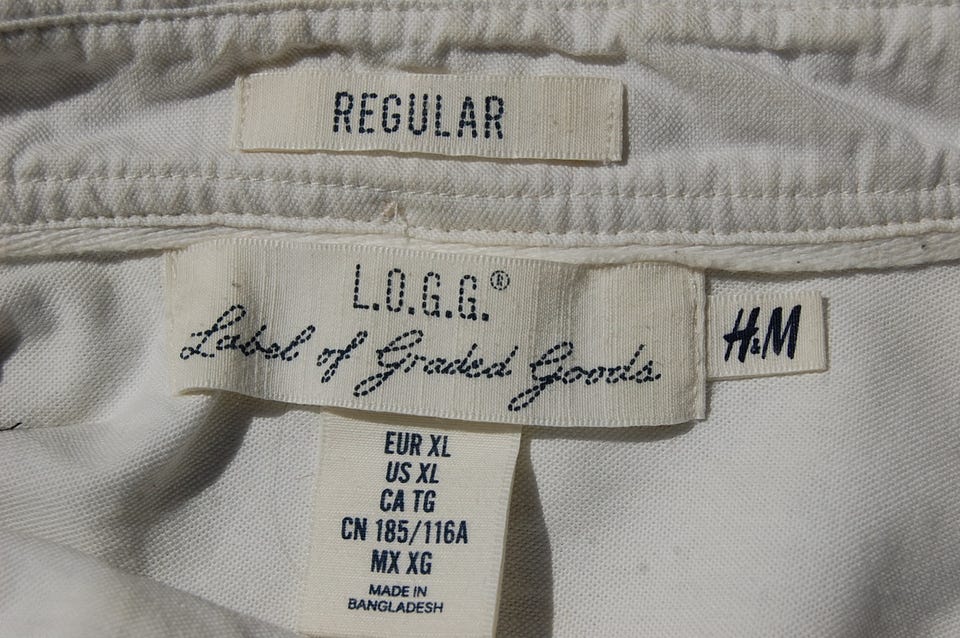 REGULAR
L.O.G.G.®
Label of Graded Goods
H&M
EUR XL
US XL
CA TG
CN 185/116A
MX XG
MADE IN
BANGLADESH